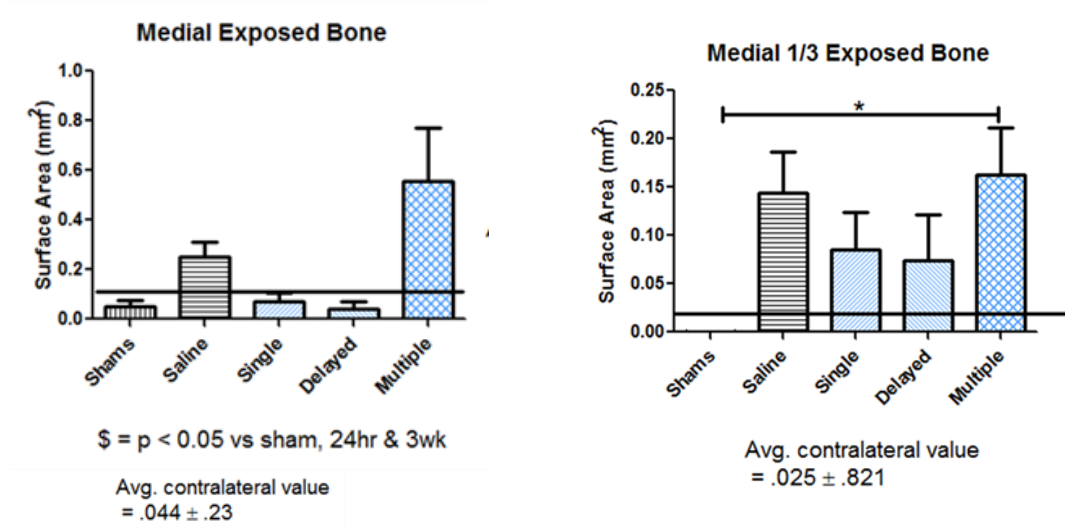 Medial Exposed Bone
Surface Area (mm²)
1.0
0.8
0.6
0.4
0.2
0.0
Shams
Saline
Single
Delayed
Multiple
$ = p < 0.05 vs sham, 24hr & 3wk
Avg. contralateral value
= .044 ± .23
Medial 1/3 Exposed Bone
Surface Area (mm²)
0.25
0.20
0.15
0.10
0.05
0.00
*
Shams
Saline
Single
Delayed
Multiple
Avg. contralateral value
= .025 ± .821